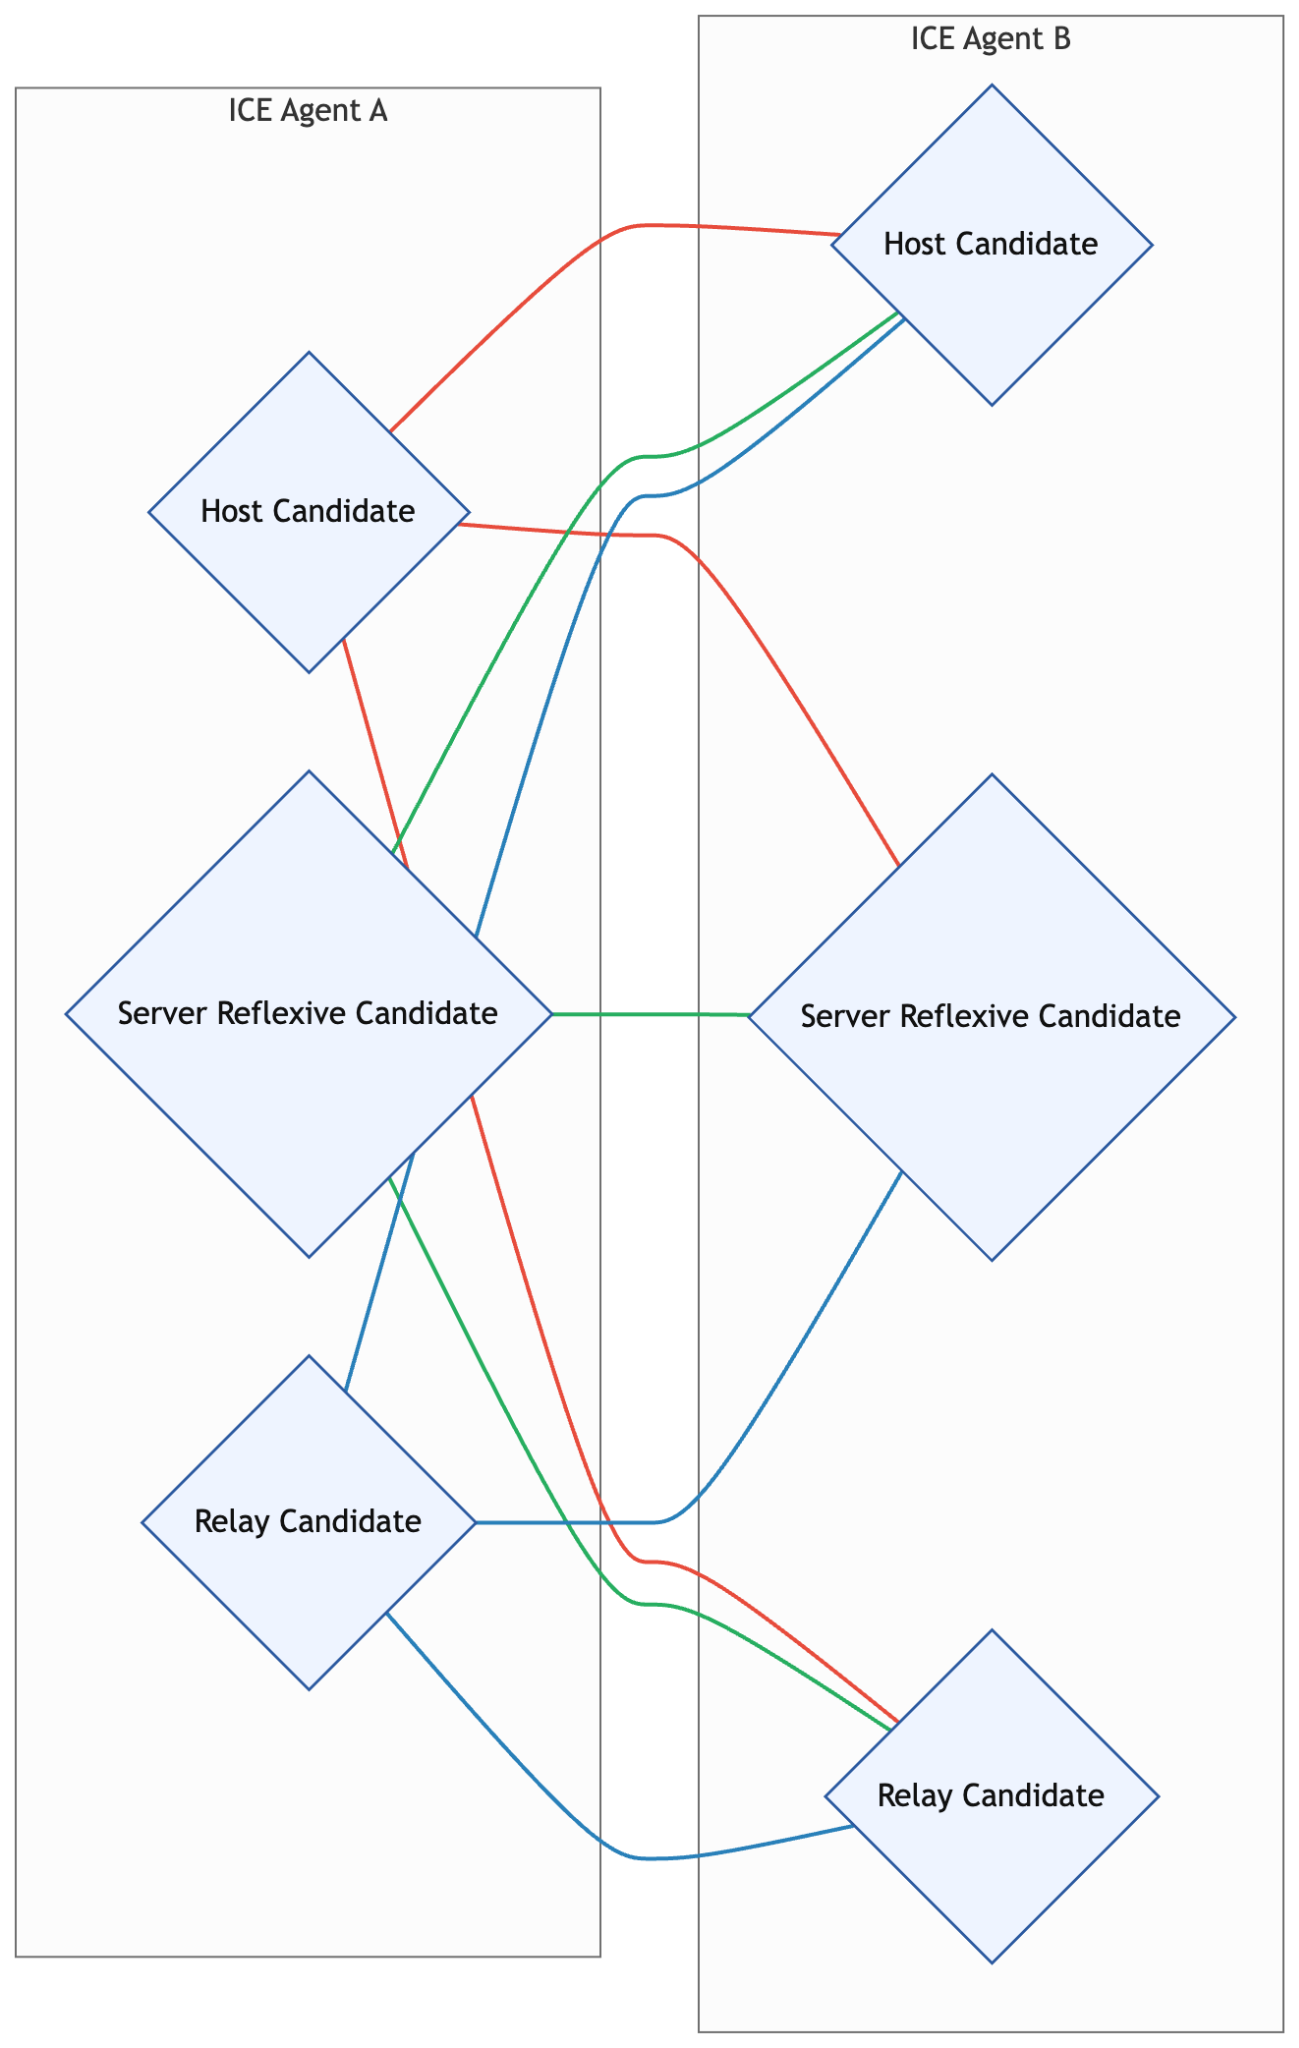 ICE Agent A
Host Candidate
Server Reflexive Candidate
Relay Candidate
ICE Agent B
Host Candidate
Server Reflexive Candidate
Relay Candidate